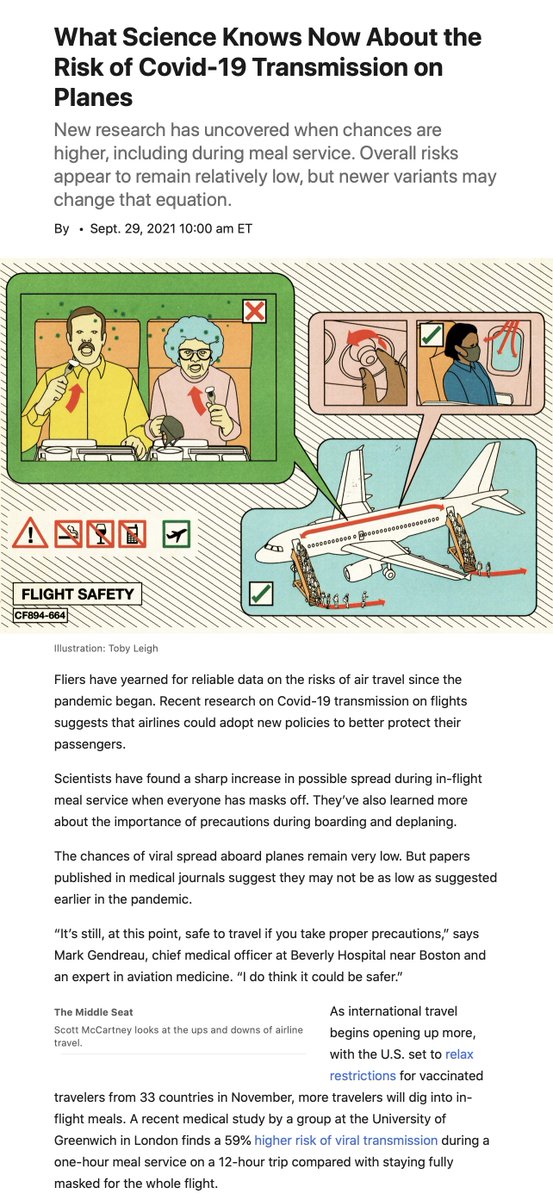 What Science Knows Now About the
Risk of Covid-19 Transmission on
Planes
New research has uncovered when chances are
higher, including during meal service. Overall risks
appear to remain relatively low, but newer variants may
change that equation.
By • Sept. 29, 2021 10:00 am ET
FLIGHT SAFETY
CF894-664
Illustration: Toby Leigh
Fliers have yearned for reliable data on the risks of air travel since the
pandemic began. Recent research on Covid-19 transmission on flights
suggests that airlines could adopt new policies to better protect their
passengers.
Scientists have found a sharp increase in possible spread during in-flight
meal service when everyone has masks off. They’ve also learned more
about the importance of precautions during boarding and deplaning.
The chances of viral spread aboard planes remain very low. But papers
published in medical journals suggest they may not be as low as suggested
earlier in the pandemic.
“It’s still, at this point, safe to travel if you take proper precautions,” says
Mark Gendreau, chief medical officer at Beverly Hospital near Boston and
an expert in aviation medicine. “I do think it could be safer.”
The Middle Seat
Scott McCartney looks at the ups and downs of airline
travel.
As international travel
begins opening up more,
with the U.S. set to relax
restrictions for vaccinated
travelers from 33 countries in November, more travelers will dig into in-
flight meals. A recent medical study by a group at the University of
Greenwich in London finds a 59% higher risk of viral transmission during a
one-hour meal service on a 12-hour trip compared with staying fully
masked for the whole flight.